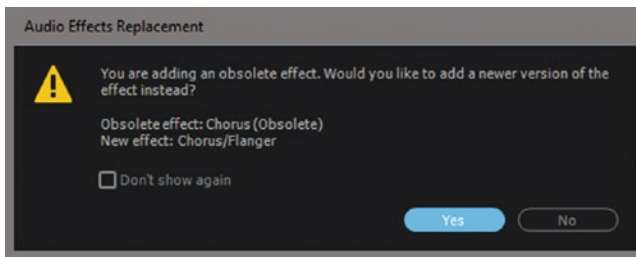 Audio Effects Replacement
You are adding an obsolete effect. Would you like to add a newer version of the
effect instead?
Obsolete effect: Chorus (Obsolete)
New effect: Chorus/Flanger
Don't show again
Yes No